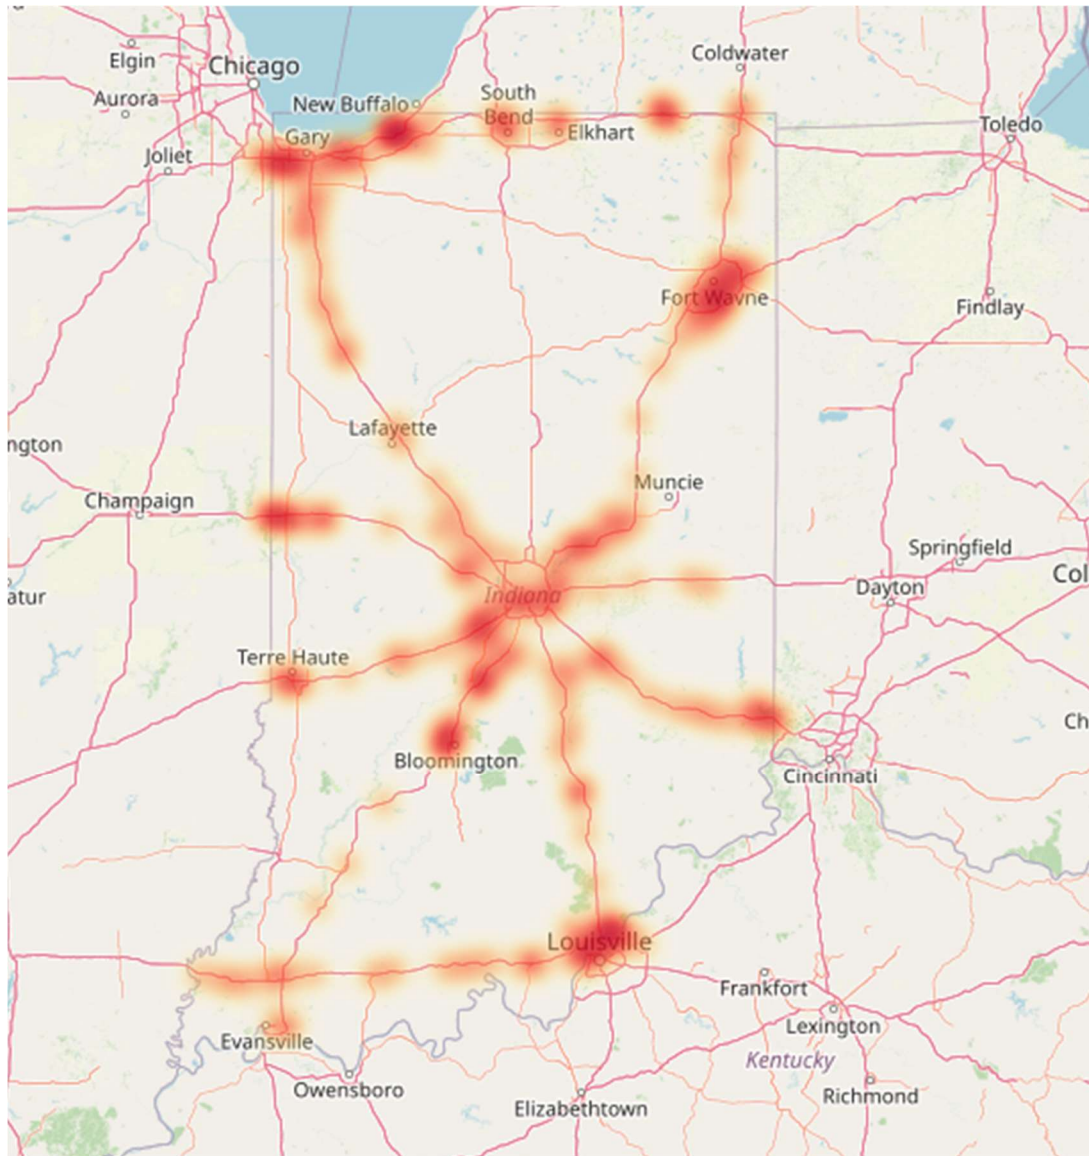 Coldwater
Elgin
Chicago
Aurora
New Buffalo
South
Bend
Elkhart
Toledo
Gary
Joliet
Fort Wayne
Findlay
Lafayette
ngton
Muncie
Champaign
Springfield
Dayton
Col
atur
Indiana
Terre Haute
Ch
Bloomington
Cincinnati
Louisville
Frankfort
Lexington
Evansville
Kentucky
Owensboro
Richmond
Elizabethtown